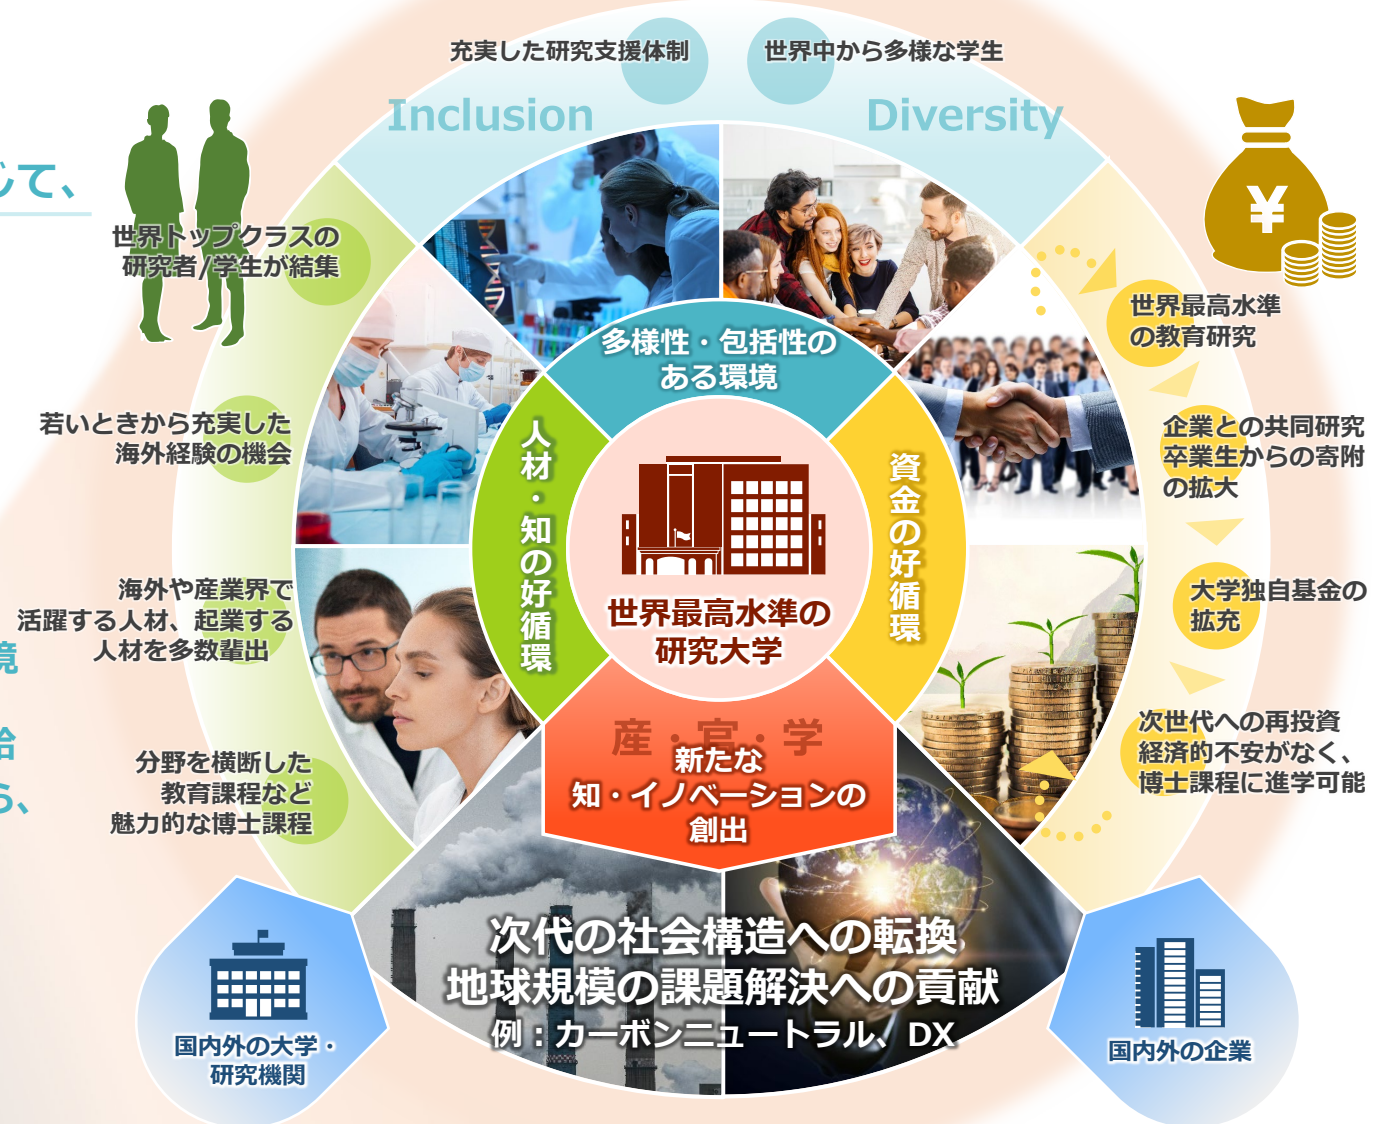 充実した研究支援体制
世界中から多様な学生
Inclusion
Diversity
じて、
世界トップクラスの
研究者/学生が結集
¥
世界最高水準
の教育研究
多様性・包括性の
ある環境
若いときから充実した
海外経験の機会
人材・知の好循環
資金の好循環
企業との共同研究
卒業生からの寄附
の拡大
世界最高水準の
研究大学
海外や産業界で
活躍する人材、起業する
人材を多数輩出
大学独自基金の
拡充
境
給
ら、
産・官・学
新たな
知・イノベーションの
創出
次世代への再投資
経済的不安がなく、
博士課程に進学可能
分野を横断した
教育課程など
魅力的な博士課程
次代の社会構造への転換
地球規模の課題解決への貢献
例：カーボンニュートラル、DX
国内外の大学・
研究機関
国内外の企業